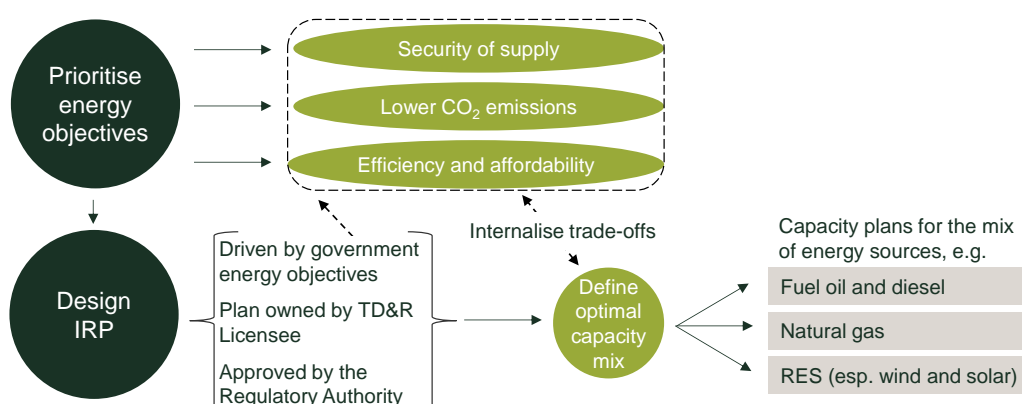 Prioritise
energy
objectives
Security of supply
Lower CO₂ emissions
Efficiency and affordability
Design
IRP
Driven by government
energy objectives
Plan owned by TD&R
Licensee
Approved by the
Regulatory Authority
Internalise trade-offs
Define
optimal
capacity
mix
Capacity plans for the mix
of energy sources, e.g.
Fuel oil and diesel
Natural gas
RES (esp. wind and solar)